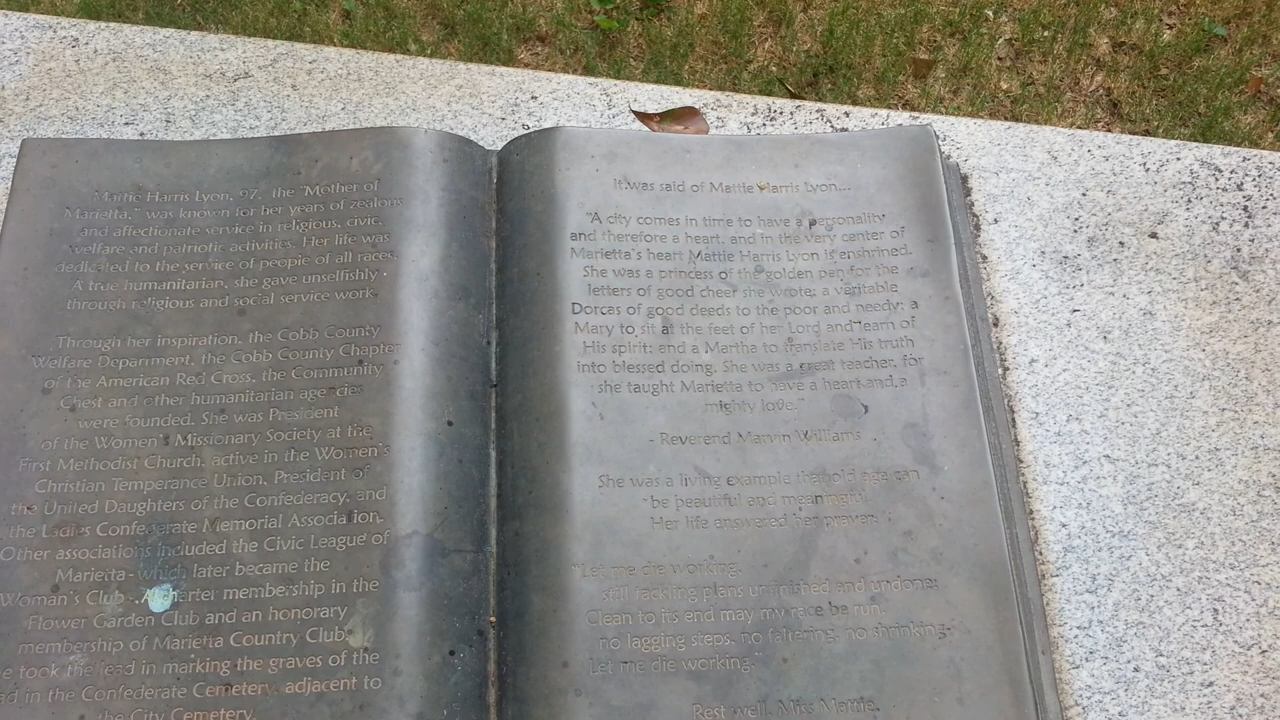 Mattie Harris Lyon, 97, the "Mother of
Marietta," was known for her years of zealous
and affectionate service in religious, civic,
welfare and patriotic activities. Her life was
dedicated to the service of people of all races.
A true humanitarian, she gave unselfishly
through religious and social service work.
Through her inspiration, the Cobb County
Welfare Department, the Cobb County Chapter
of the American Red Cross, the Community
Chest and other humanitarian agencies
were founded. She was President
of the Women's Missionary Society at the
First Methodist Church, active in the Women's
Christian Temperance Union, President of
the United Daughters of the Confederacy, and
the Ladies Confederate Memorial Association.
Other associations included the Civic League of
Marietta - which later became the
Woman's Club - A charter membership in the
Flower Garden Club and an honorary
membership of Marietta Country Club.
took the lead in marking the graves of the
in the Confederate Cemetery, adjacent to
the City Cemetery.
It was said of Mattie Harris Lyon...
"A city comes in time to have a personality
and therefore a heart, and in the very center of
Marietta's heart Mattie Harris Lyon is enshrined.
She was a princess of the golden pen for the
letters of good cheer she wrote; a veritable
Dorcas of good deeds to the poor and needy; a
Mary to sit at the feet of her Lord and learn of
His spirit; and a Martha to translate His truth
into blessed doing. She was a great teacher, for
she taught Marietta to have a heart and a
mighty love."
- Reverend Marvin Williams
She was a living example that old age can
be beautiful and meaningful.
Her life answered her prayer:
"Let me die working,
still tackling plans unfinished and undone;
Clean to its end may my race be run,
no lagging steps, no faltering, no shrinking;
Let me die working.
Rest well, Miss Mattie.